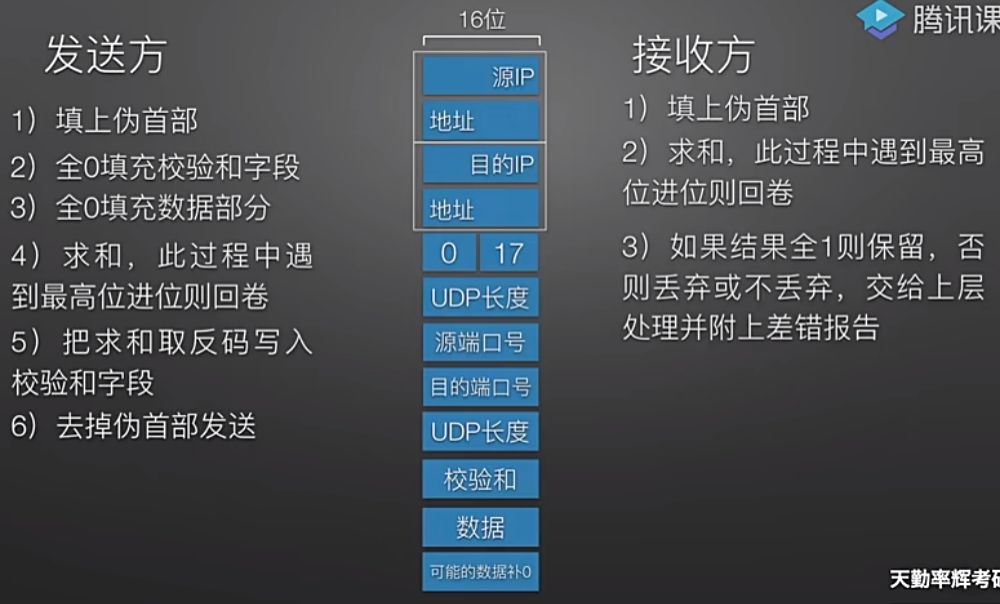 腾讯课
16位
发送方
1）填上伪首部
2）全0填充校验和字段
3）全0填充数据部分
4）求和，此过程中遇
到最高位进位则回卷
5）把求和取反码写入
校验和字段
6）去掉伪首部发送
源IP
地址
目的IP
地址
0 17
UDP长度
源端口号
目的端口号
UDP长度
校验和
数据
可能的数据补0
接收方
1）填上伪首部
2）求和，此过程中遇到最高
位进位则回卷
3）如果结果全1则保留，否
则丢弃或不丢弃，交给上层
处理并附上差错报告
天勤率辉考